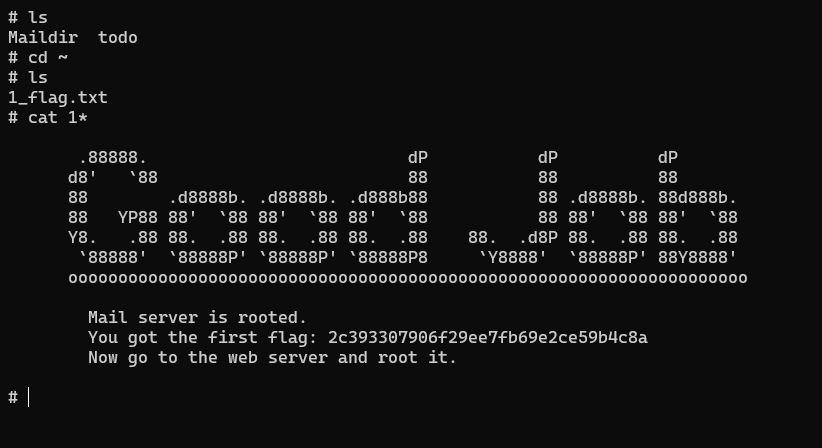 # ls
Maildir  todo
# cd ~
# ls
1_flag.txt
# cat 1*
       .88888.                          dP           dP          dP
      d8'   `88                         88           88          88
      88        .d8888b. .d8888b. .d888b88           88 .d8888b. 88d888b.
      88   YP88 88'  `88 88'  `88 88'  `88           88 88'  `88 88'  `88
      Y8.   .88 88.  .88 88.  .88 88.  .88    88.  .d8P 88.  .88 88.  .88
       `88888'  `88888P' `88888P' `88888P8     `Y8888'  `88888P' 88Y8888'
      oooooooooooooooooooooooooooooooooooooooooooooooooooooooooooooooooooo
        Mail server is rooted.
        You got the first flag: 2c393307906f29ee7fb69e2ce59b4c8a
        Now go to the web server and root it.
#